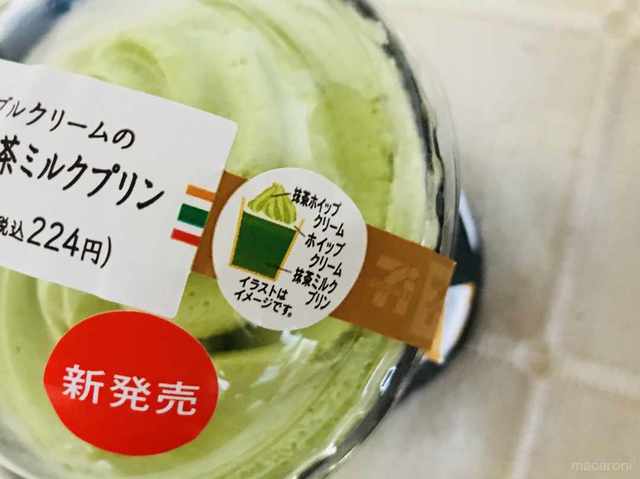 ブルクリームの
茶ミルクプリン
税込224円)
抹茶ホイップ
クリーム
ホイップ
クリーム
抹茶ミルク
プリン
イラストは
イメージです。
新発売
macaroni